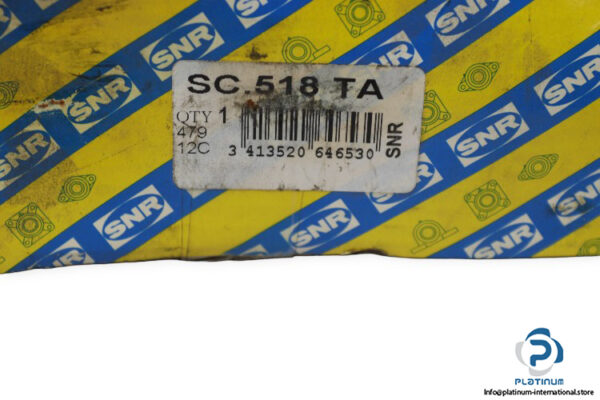 SNR
SNR
SNR
SNR
SNR
SNR
SNR
SNR
SC.518 TA
QTY 1
479
12C
3 413520 646530
SNR
PLATINUM
info@platinum-international.store